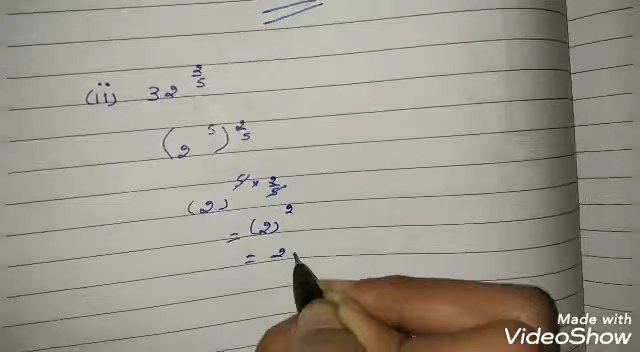 (ii) 32^(2/5)
(2^5)^(2/5)
(2)^(5 × 2/5)
= (2)^2
= 2
Made with
VideoShow